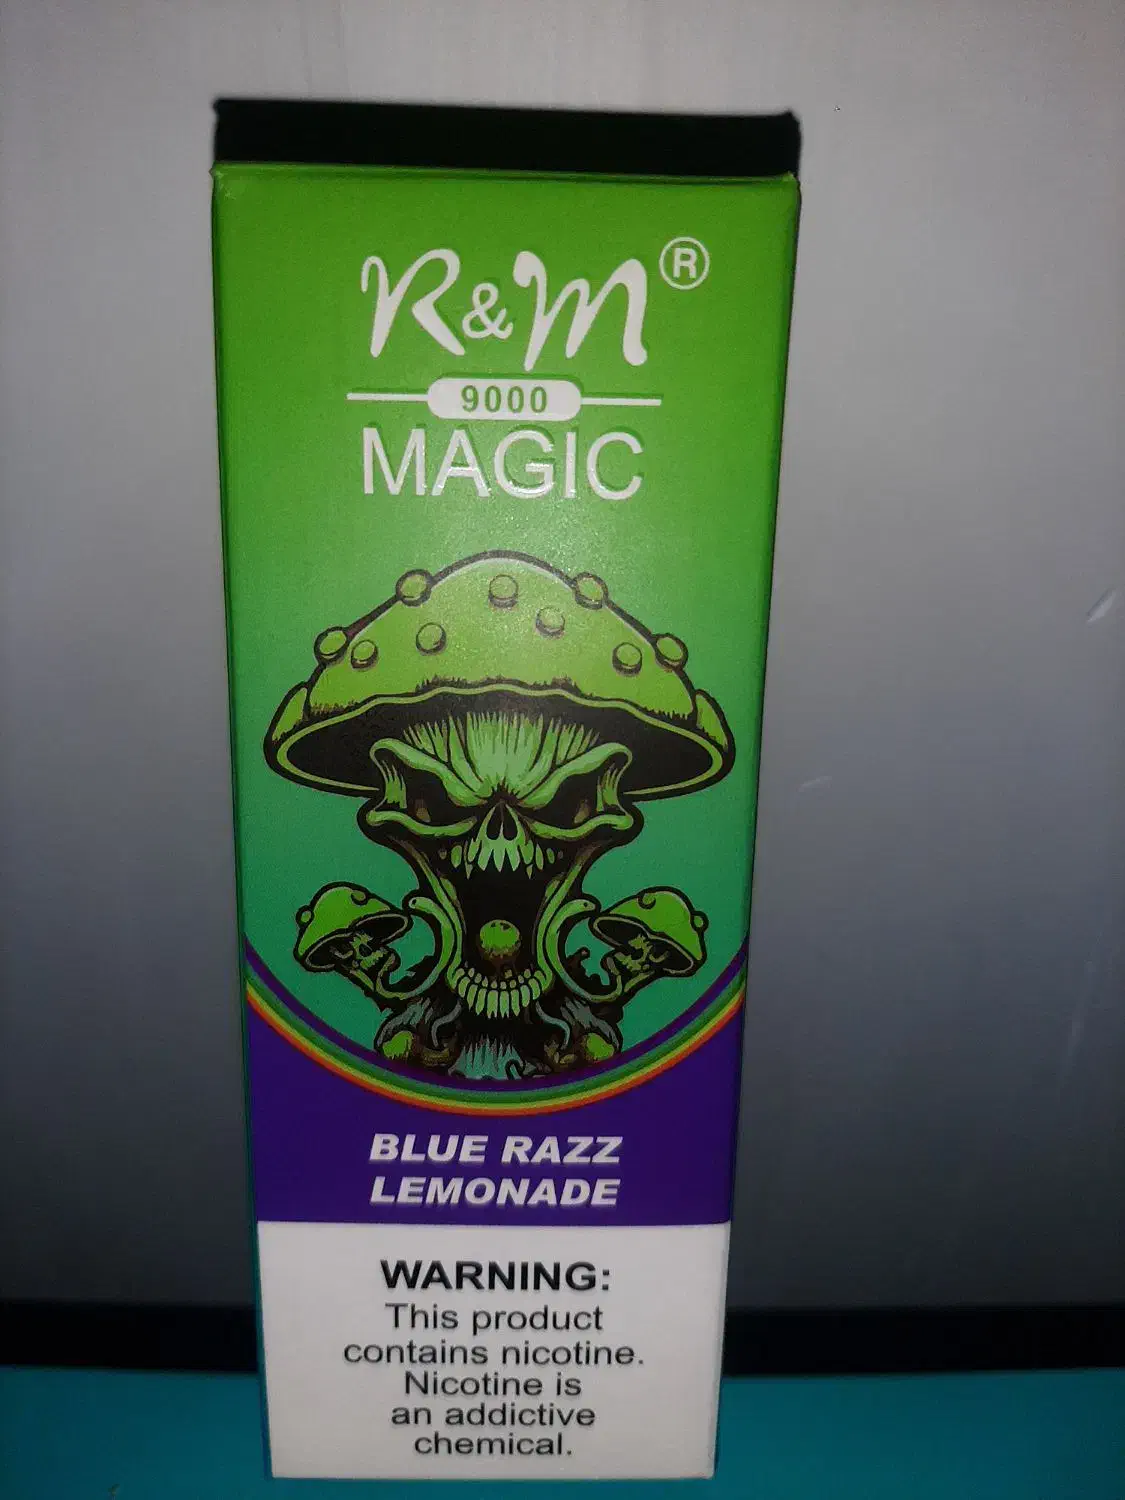 R&M®
9000
MAGIC
BLUE RAZZ
LEMONADE
WARNING:
This product
contains nicotine.
Nicotine is
an addictive
chemical.